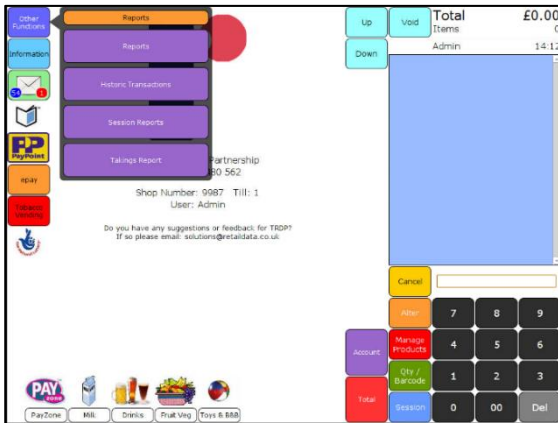 Other
Functions
Reports
Reports
Historic Transactions
Session Reports
Takings Report
Information
54
1
PayPoint
epay
Tobacco
Vending
Partnership
80 562
Shop Number: 9987 Till: 1
User: Admin
Do you have any suggestions or feedback for TRDP?
If so please email: solutions@retaildata.co.uk
PAY
ZONE
PayZone
Milk
Drinks
Fruit Veg
Toys & BBB
Up
Void
Down
Total
£0.00
Items
0
Admin
14:12
Cancel
Alter
7
8
9
Manage
Products
4
5
6
Account
Qty /
Barcode
1
2
3
Total
Session
0
00
Del